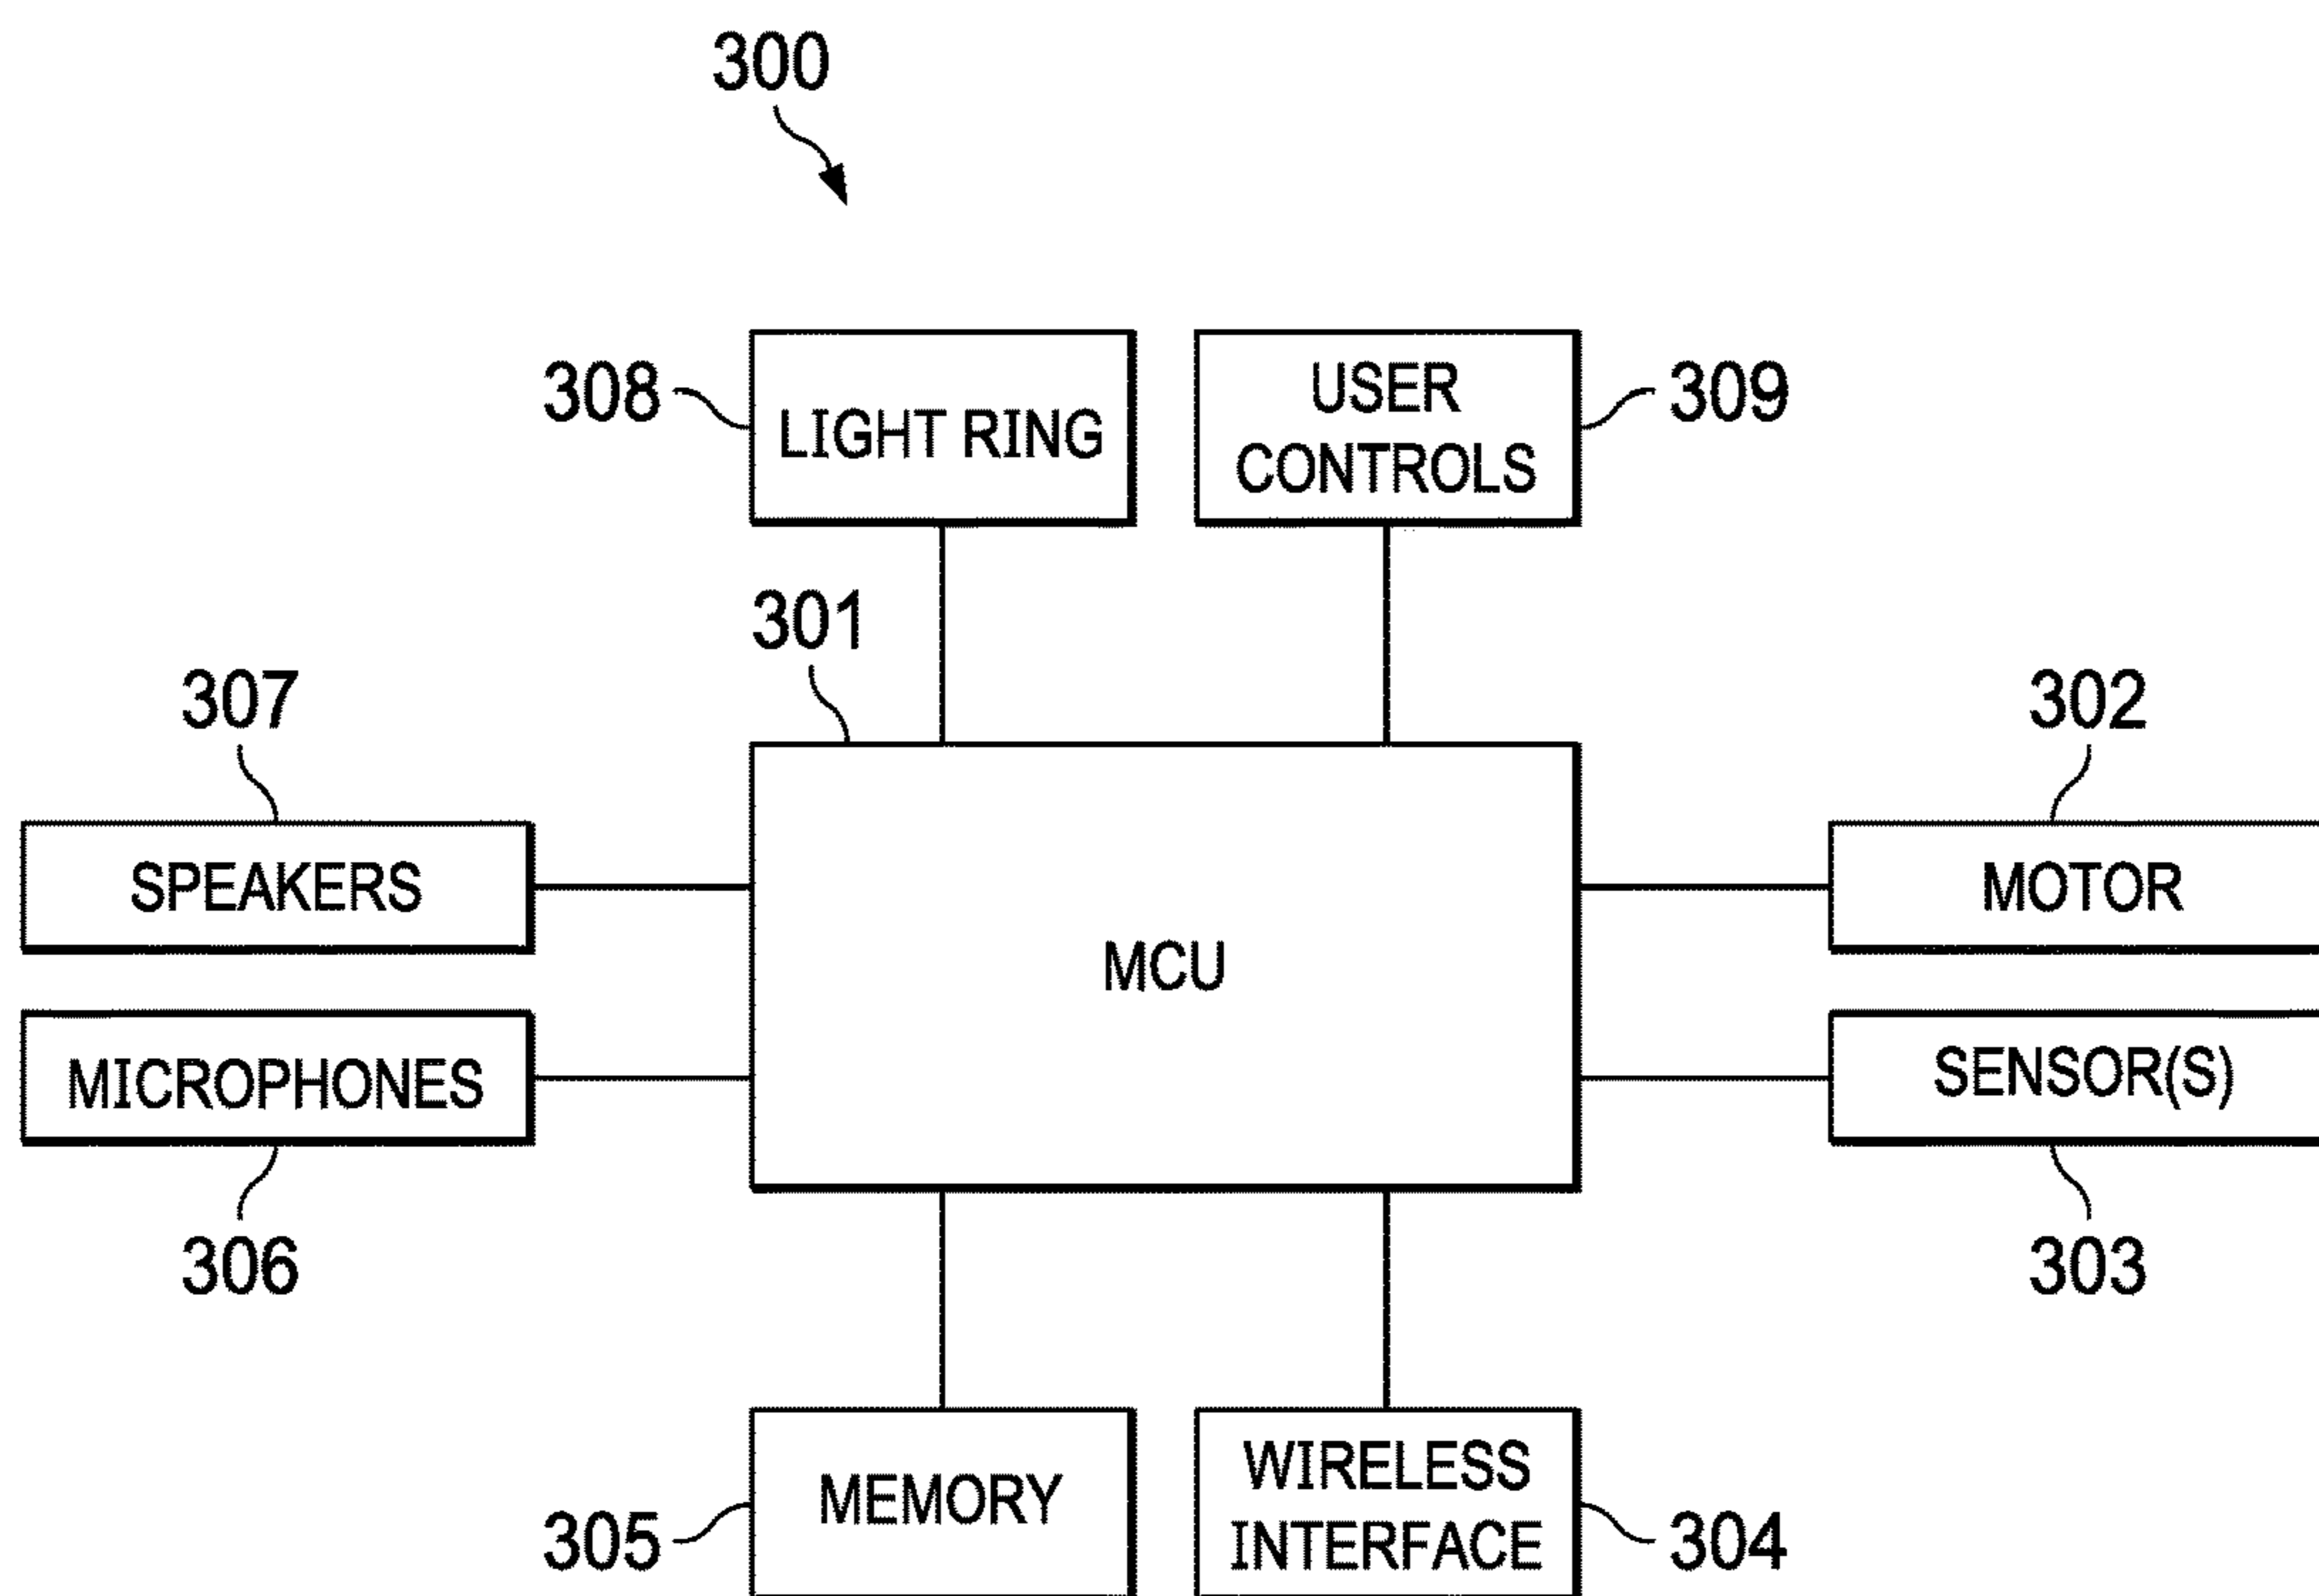 300
308
LIGHT RING
USER
CONTROLS
309
301
307
302
SPEAKERS
MOTOR
MCU
MICROPHONES
SENSOR(S)
306
303
305
MEMORY
WIRELESS
INTERFACE
304